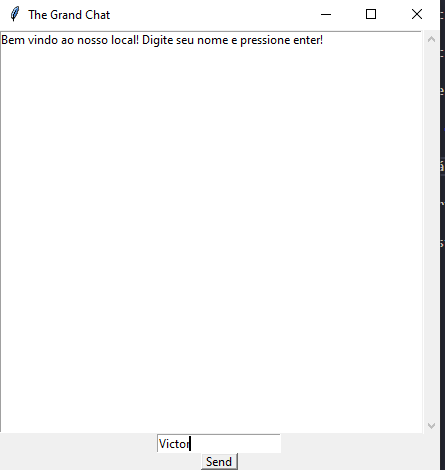 The Grand Chat
Bem vindo ao nosso local! Digite seu nome e pressione enter!
Victor
Send